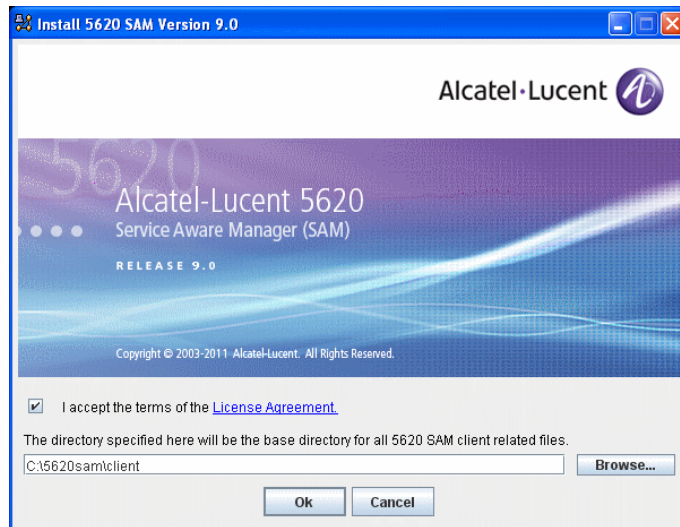 Install 5620 SAM Version 9.0
Alcatel·Lucent
5620
Alcatel-Lucent 5620
Service Aware Manager (SAM)
RELEASE 9.0
Copyright © 2003-2011 Alcatel-Lucent. All Rights Reserved.
I accept the terms of the License Agreement.
The directory specified here will be the base directory for all 5620 SAM client related files.
C:\5620sam\client
Browse...
Ok
Cancel